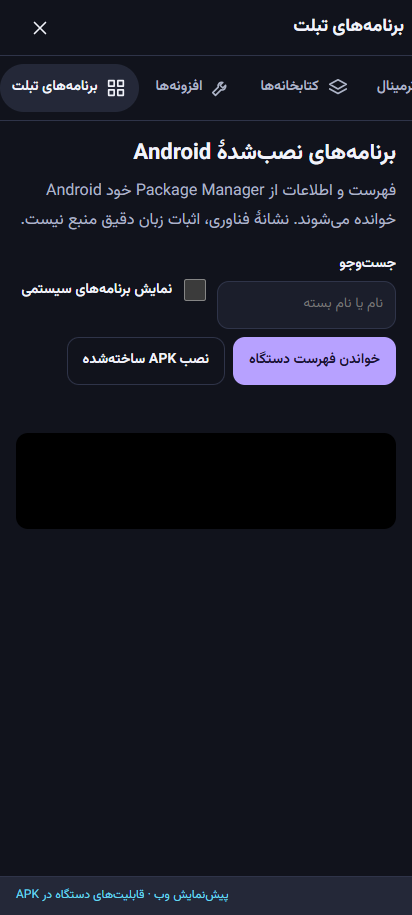 برنامه‌های تبلت
ترمینال کتابخانه‌ها افزونه‌ها برنامه‌های تبلت
برنامه‌های نصب‌شدهٔ Android
فهرست و اطلاعات از Package Manager خود Android
خوانده می‌شوند. نشانهٔ فناوری، اثبات زبان دقیق منبع نیست.
جست‌وجو
نام یا نام بسته
نمایش برنامه‌های سیستمی
خواندن فهرست دستگاه نصب APK ساخته‌شده
پیش‌نمایش وب · قابلیت‌های دستگاه در APK